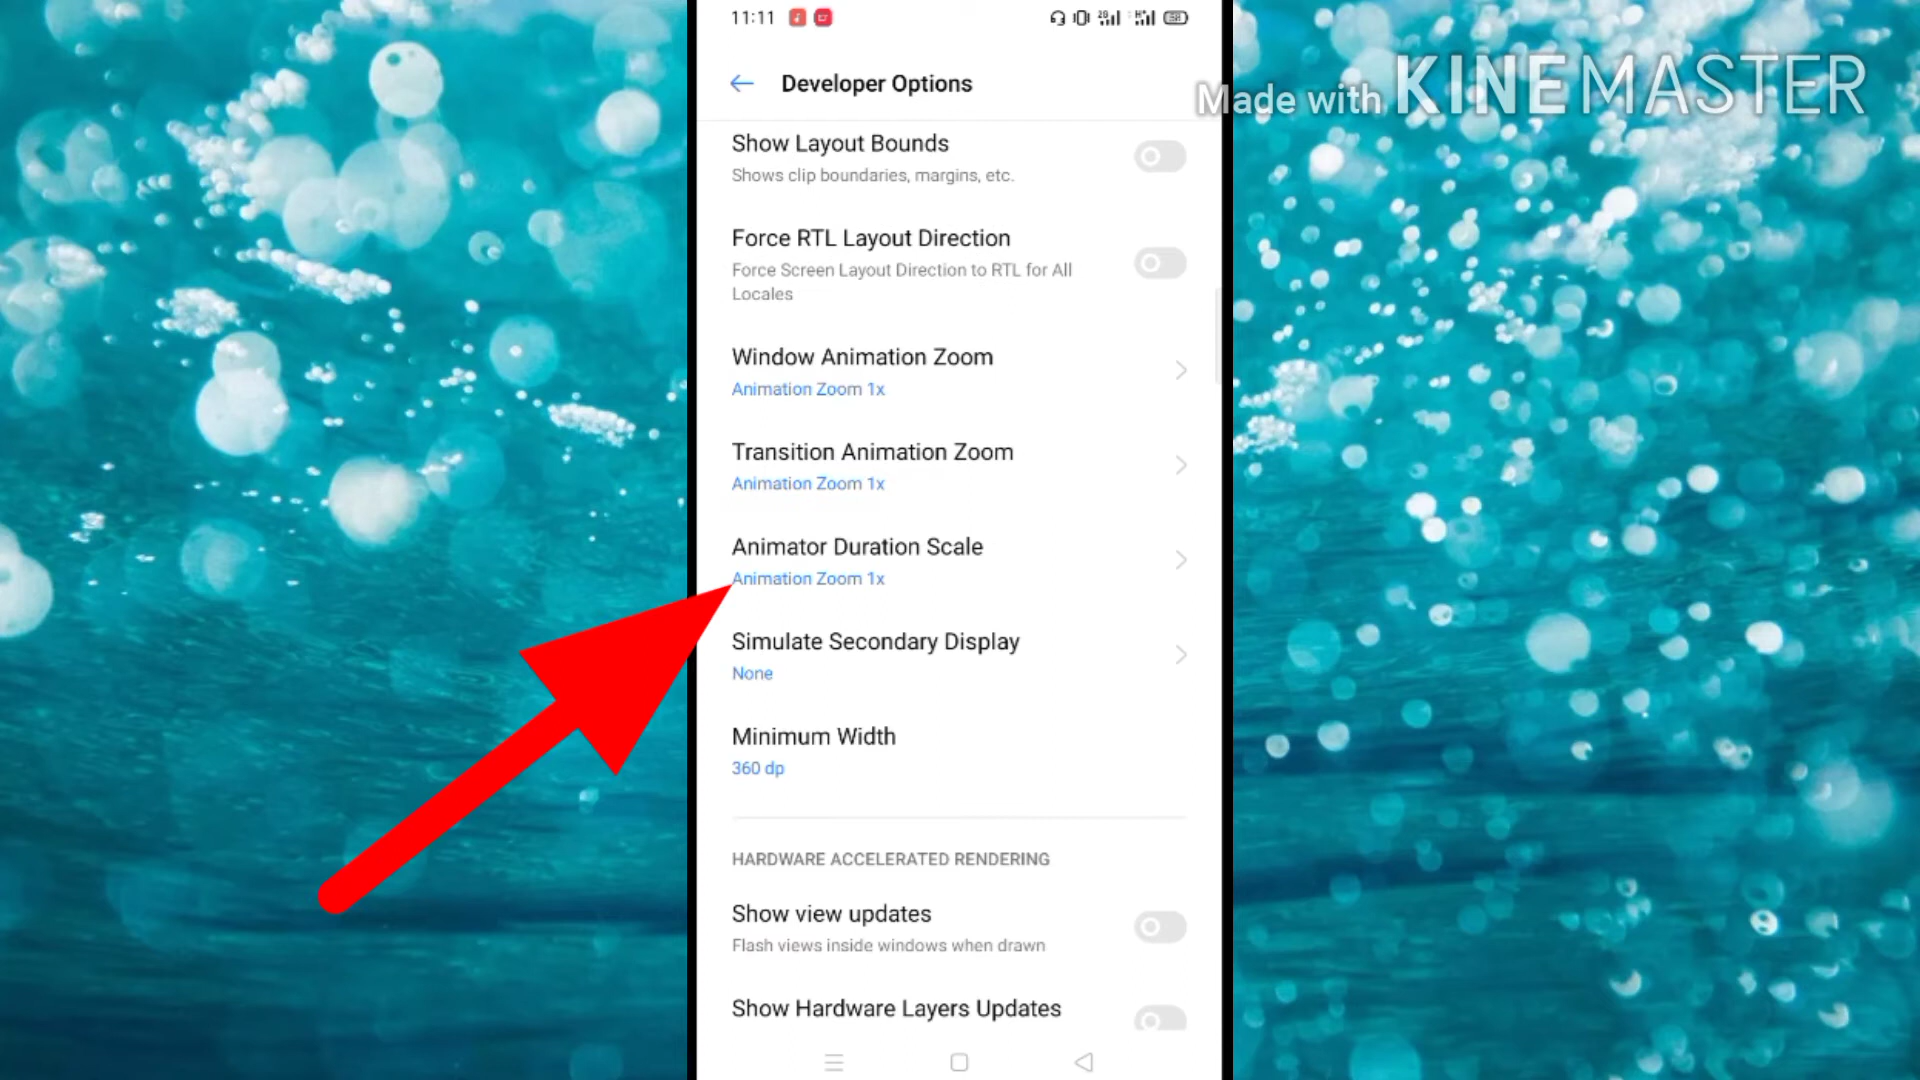 11:11
Made with KINEMASTER
Developer Options
Show Layout Bounds
Shows clip boundaries, margins, etc.
Force RTL Layout Direction
Force Screen Layout Direction to RTL for All
Locales
Window Animation Zoom
Animation Zoom 1x
Transition Animation Zoom
Animation Zoom 1x
Animator Duration Scale
Animation Zoom 1x
Simulate Secondary Display
None
Minimum Width
360 dp
HARDWARE ACCELERATED RENDERING
Show view updates
Flash views inside windows when drawn
Show Hardware Layers Updates